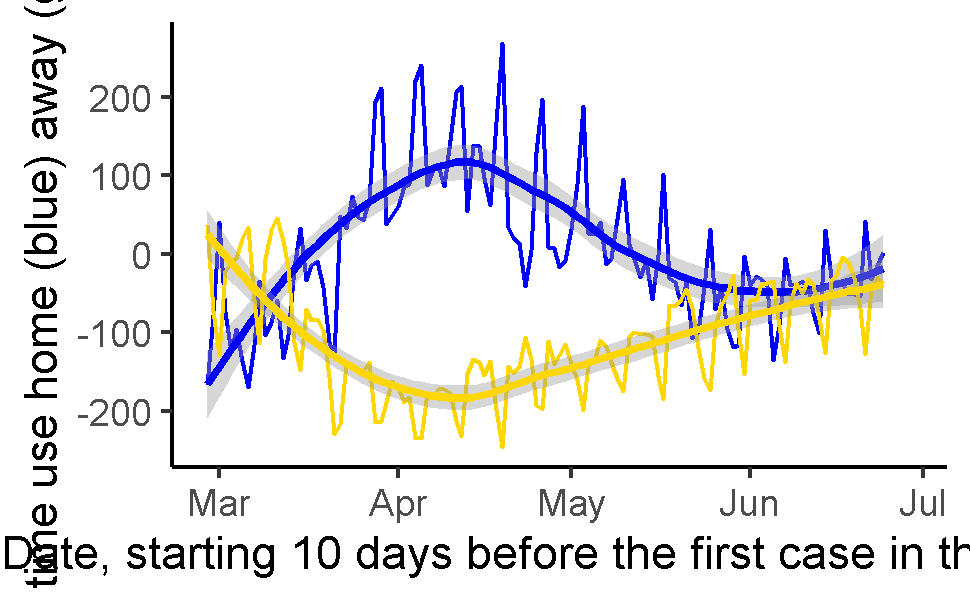 time use home (blue) away (
200
100
0
-100
-200
Mar Apr May Jun Jul
Date, starting 10 days before the first case in th